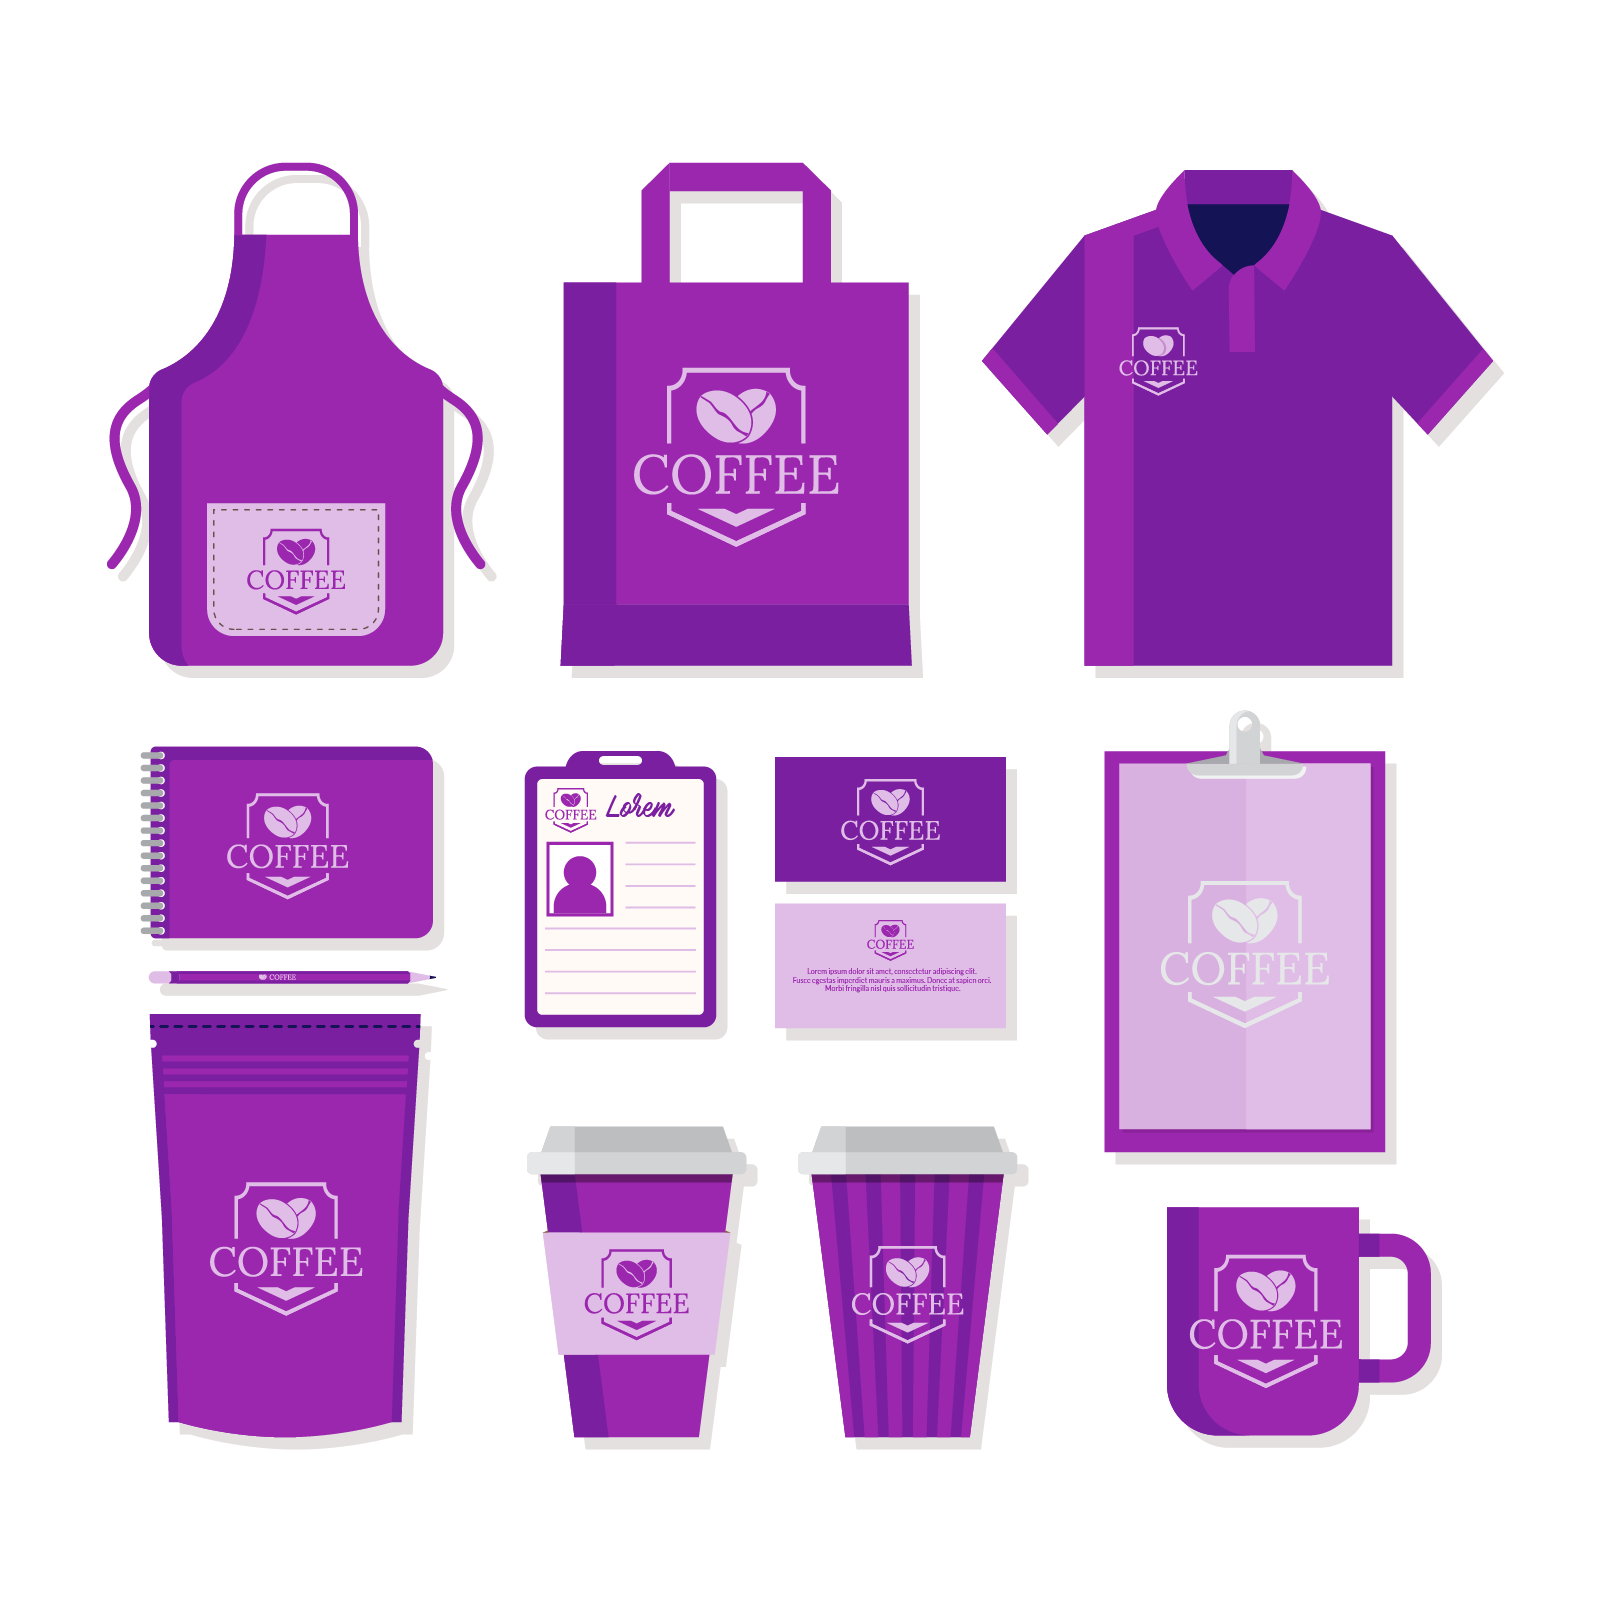 COFFEE
COFFEE
COFFEE
COFFEE
COFFEE
Lorem
COFFEE
COFFEE
Lorem ipsum dolor sit amet, consectetur adipiscing elit.
Fusce egestas imperdiet mauris a maximus. Donec at sapien orci.
Morbi fringilla nisl quis sollicitudin tristique.
COFFEE
COFFEE
COFFEE
COFFEE
COFFEE
COFFEE